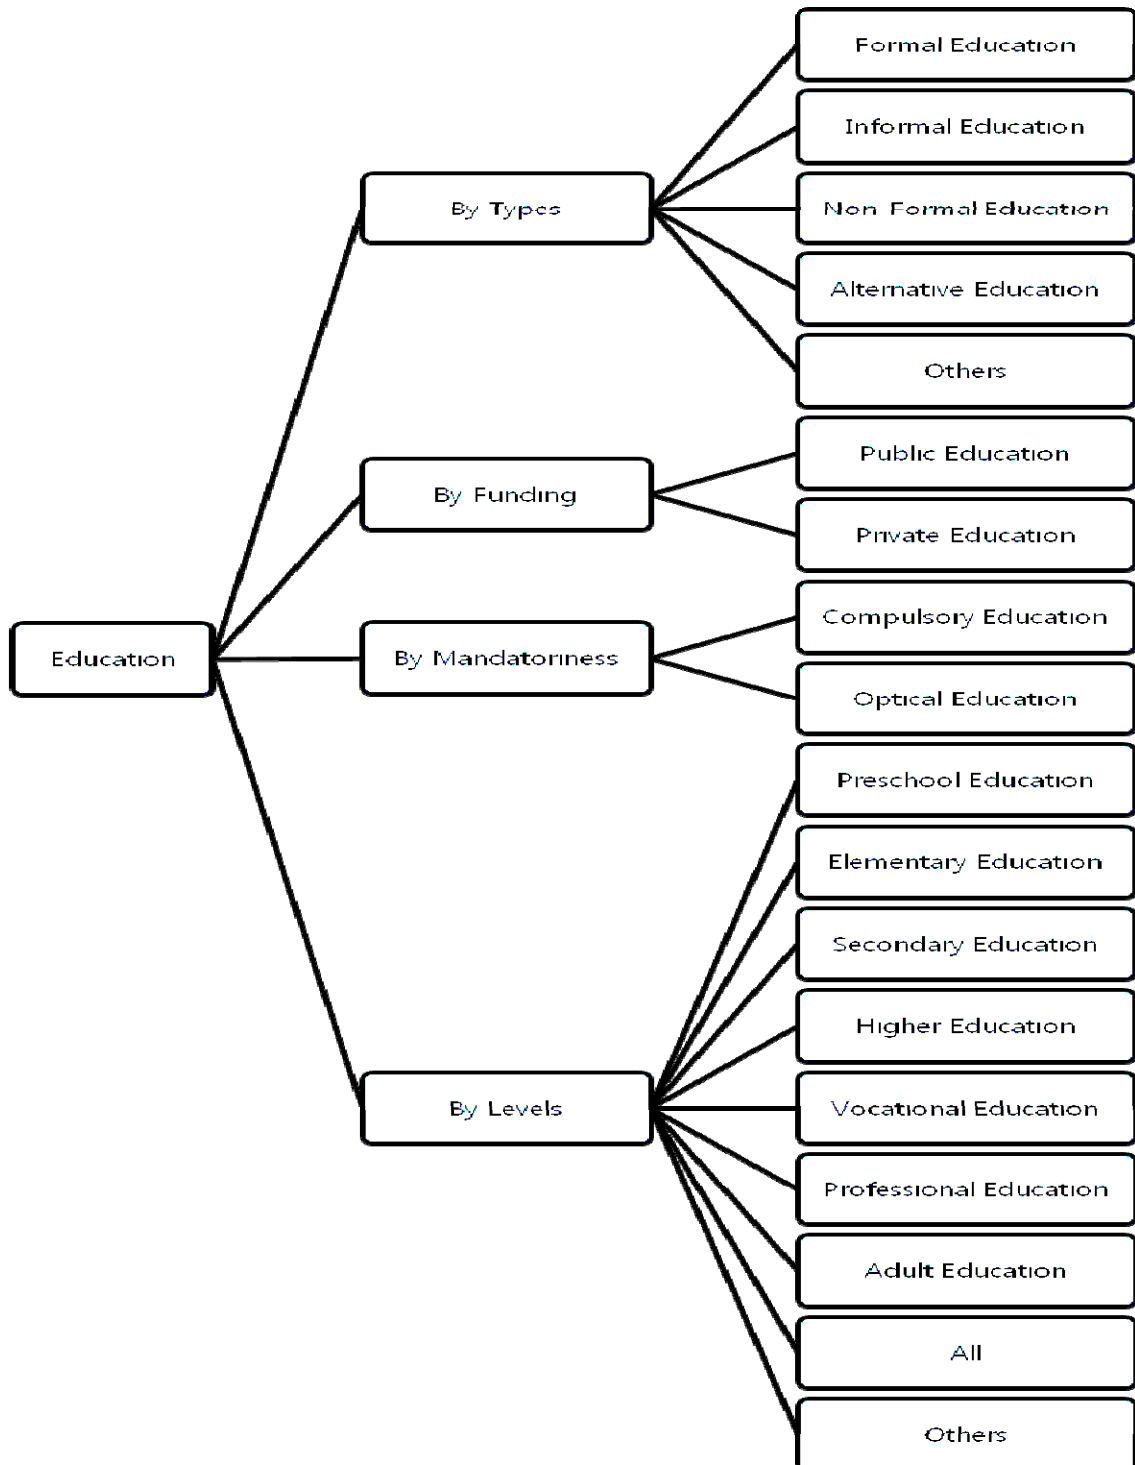 Formal Education
Informal Education
By Types
Non-Formal Education
Alternative Education
Others
Public Education
By Funding
Private Education
Compulsory Education
Education
By Mandatoriness
Optical Education
Preschool Education
Elementary Education
Secondary Education
Higher Education
By Levels
Vocational Education
Professional Education
Adult Education
All
Others